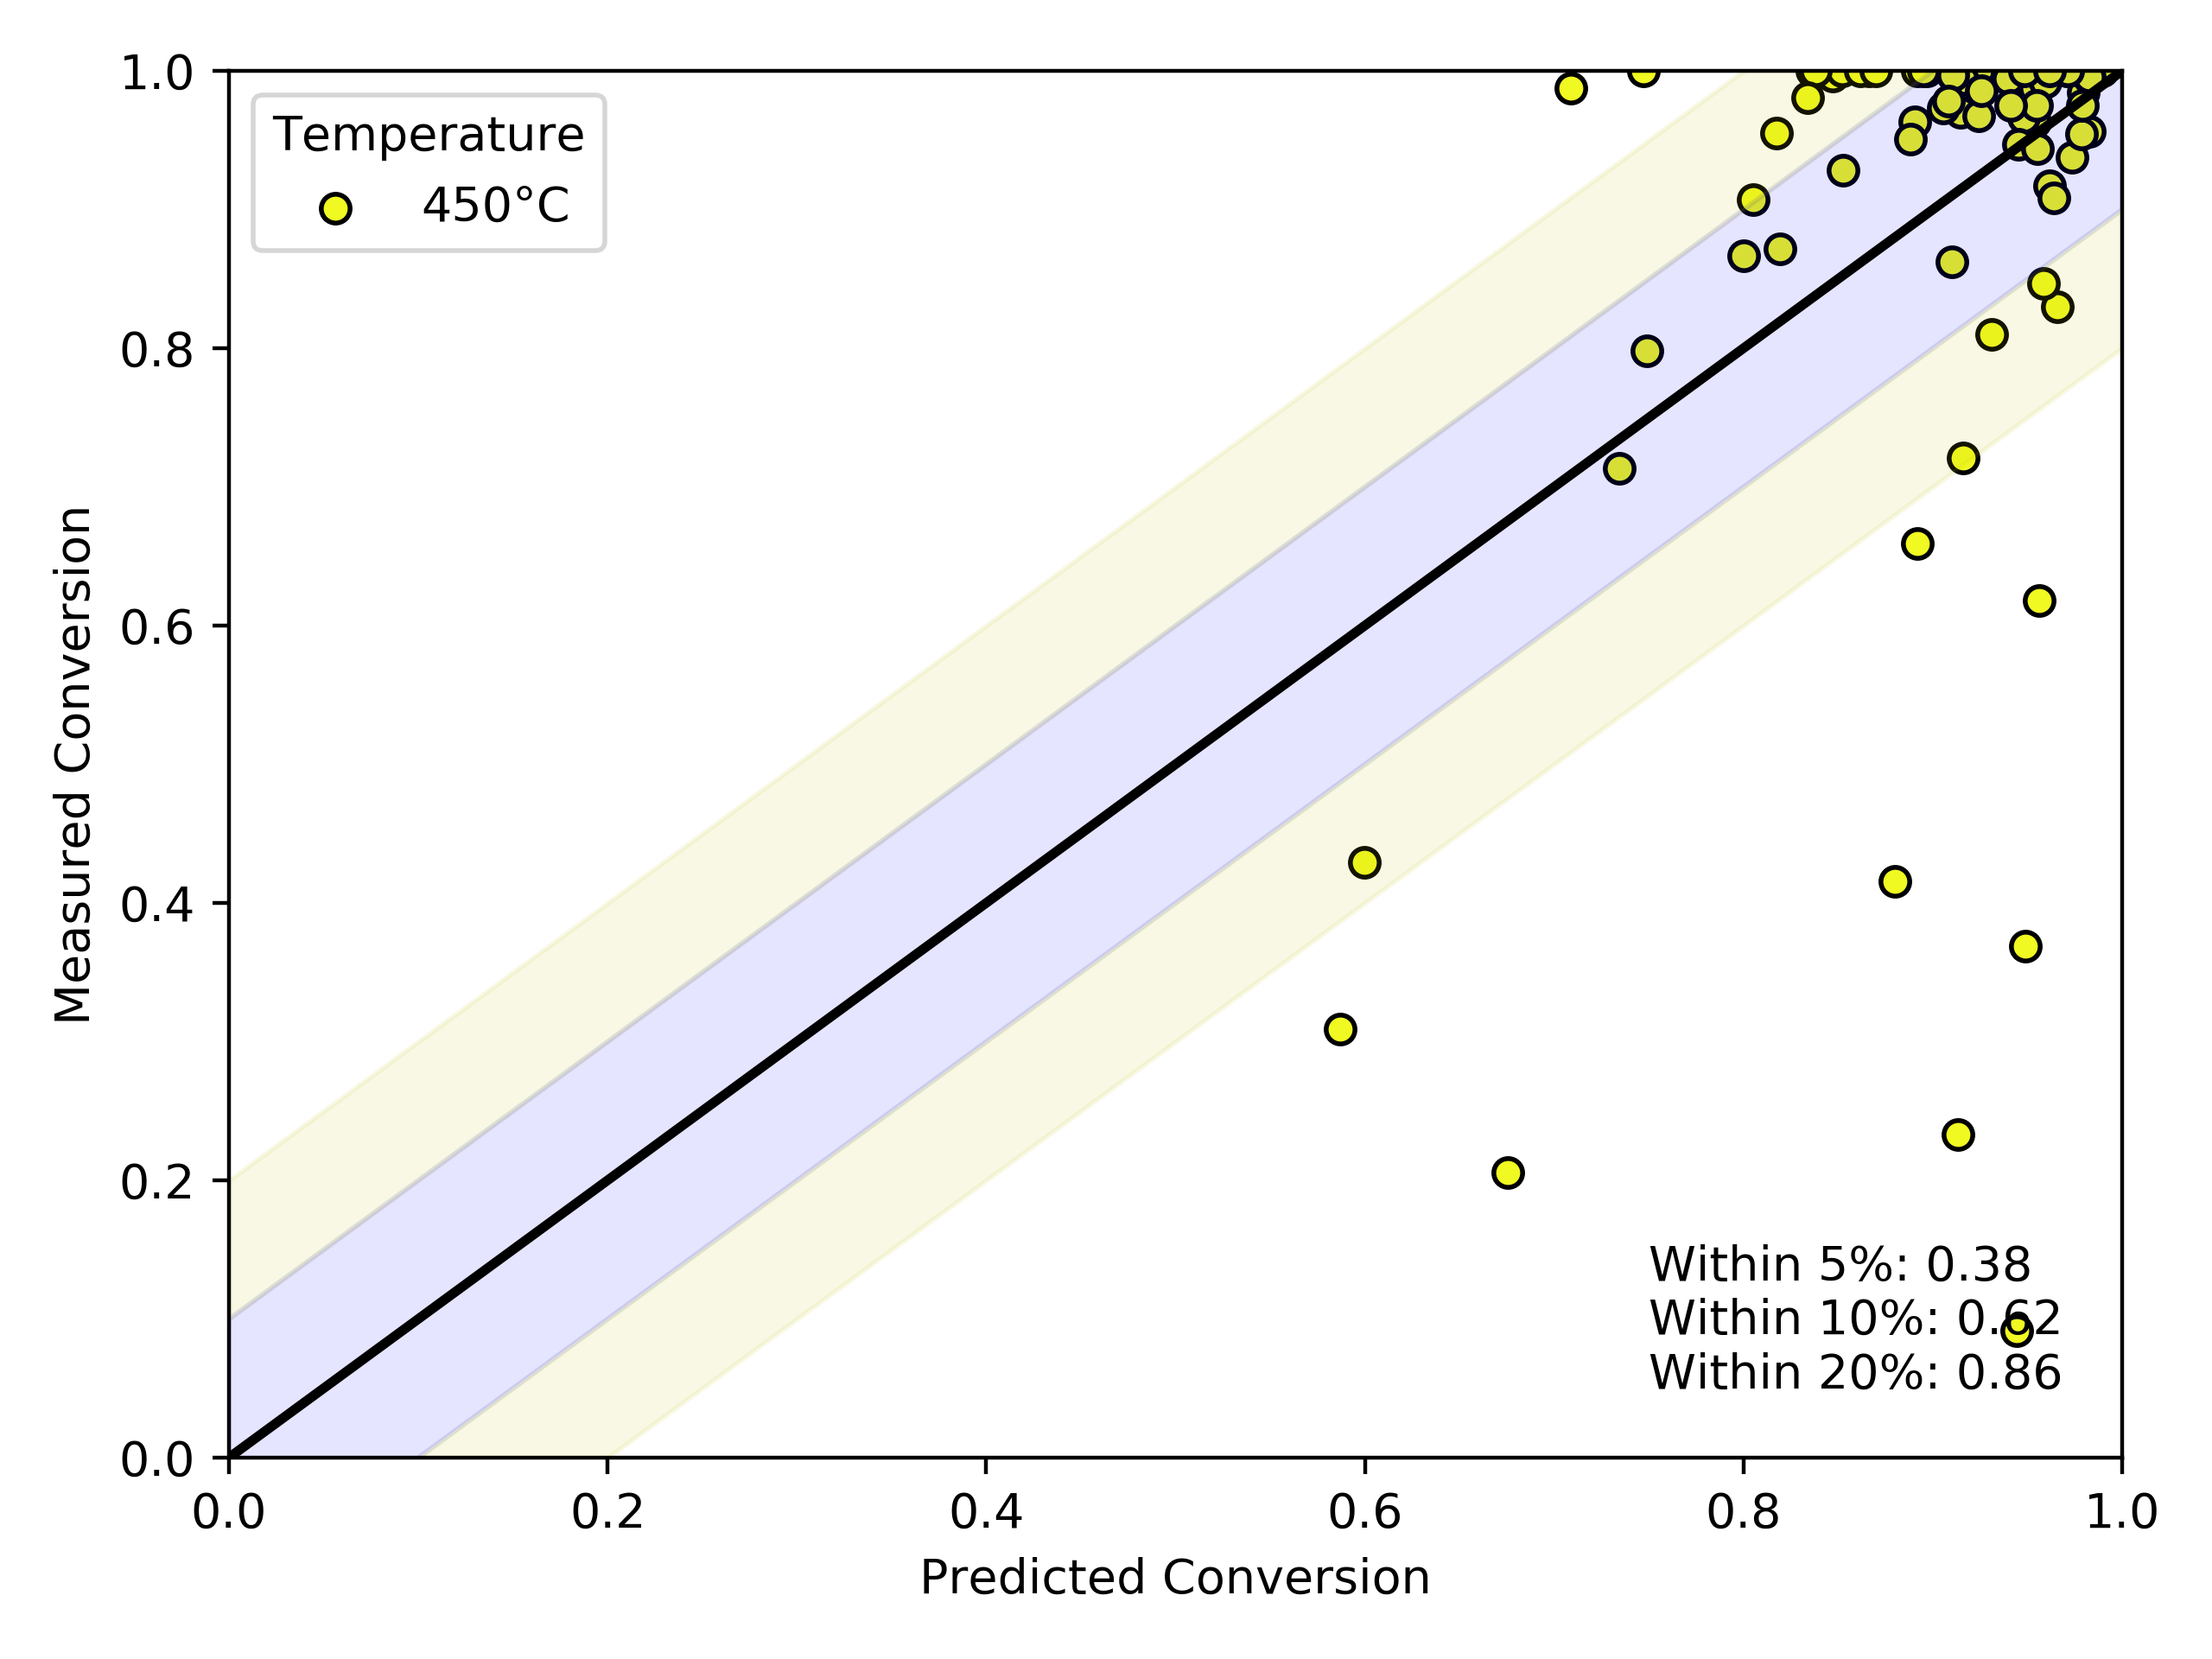 1.0
0.8
0.6
0.4
0.2
0.0
Measured Conversion
Temperature
450°C
Within 5%: 0.38
Within 10%: 0.62
Within 20%: 0.86
0.0 0.2 0.4 0.6 0.8 1.0
Predicted Conversion